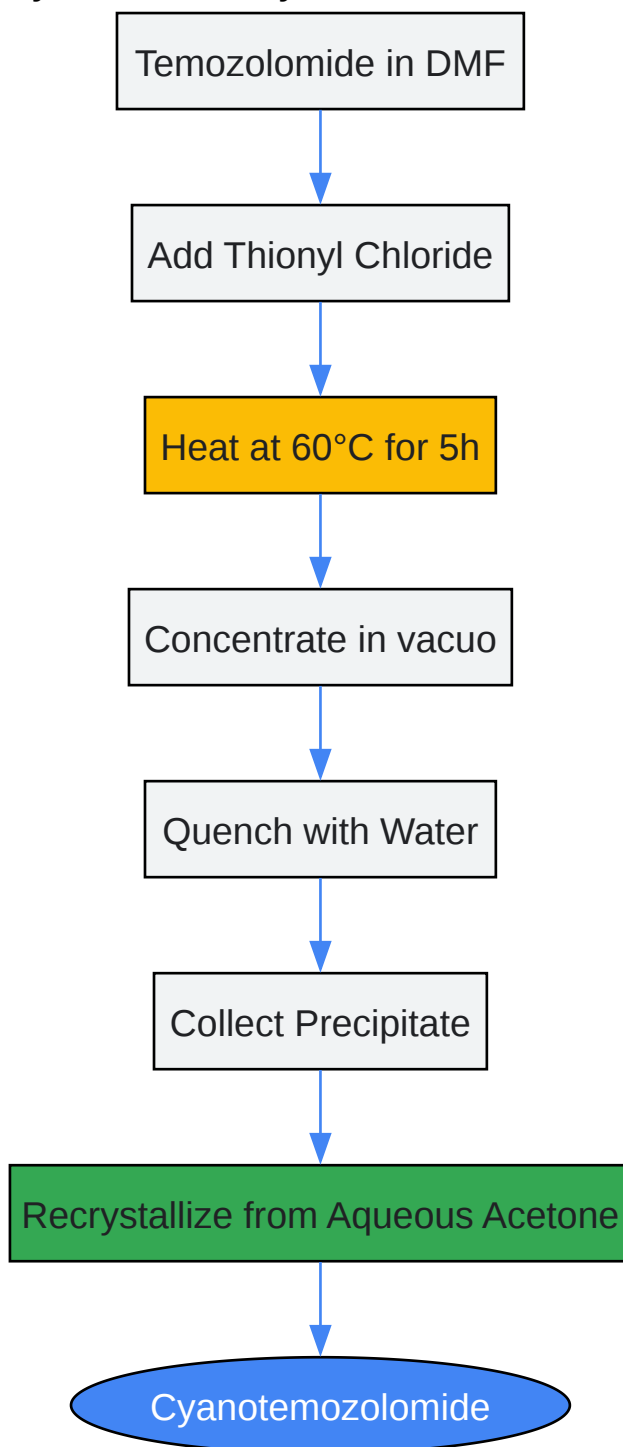 Temozolomide in DMF
Add Thionyl Chloride
Heat at 60°C for 5h
Concentrate in vacuo
Quench with Water
Collect Precipitate
Recrystallize from Aqueous Acetone
Cyanotemozolomide